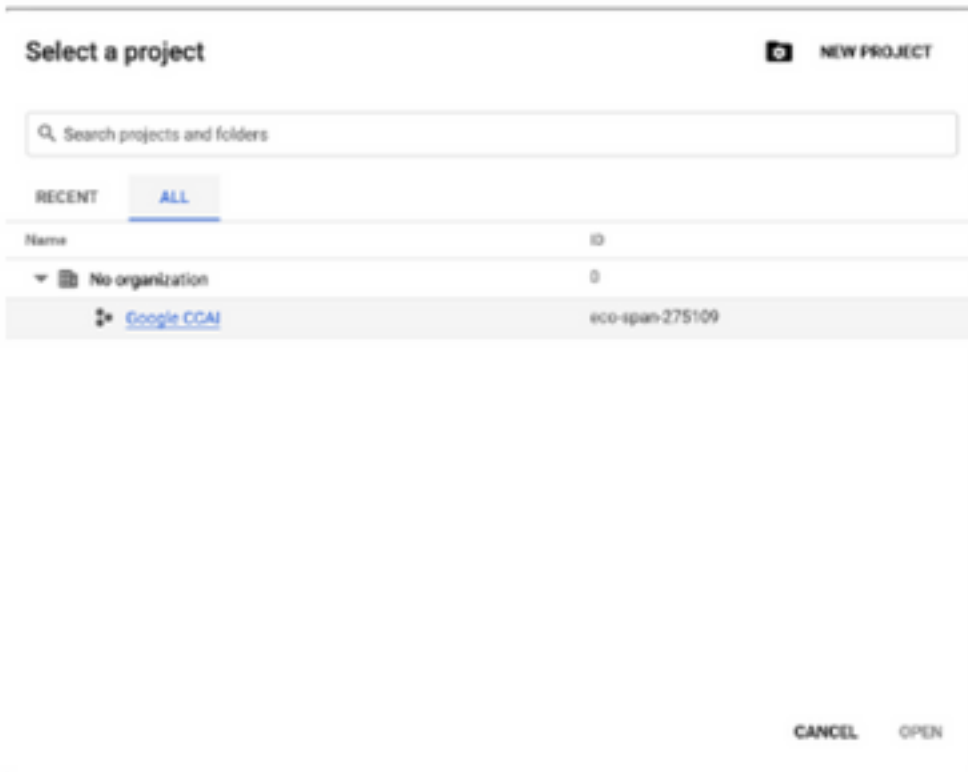 Select a project
NEW PROJECT
Search projects and folders
RECENT ALL
Name ID
No organization 0
Google CCAI eco-span-275109
CANCEL OPEN